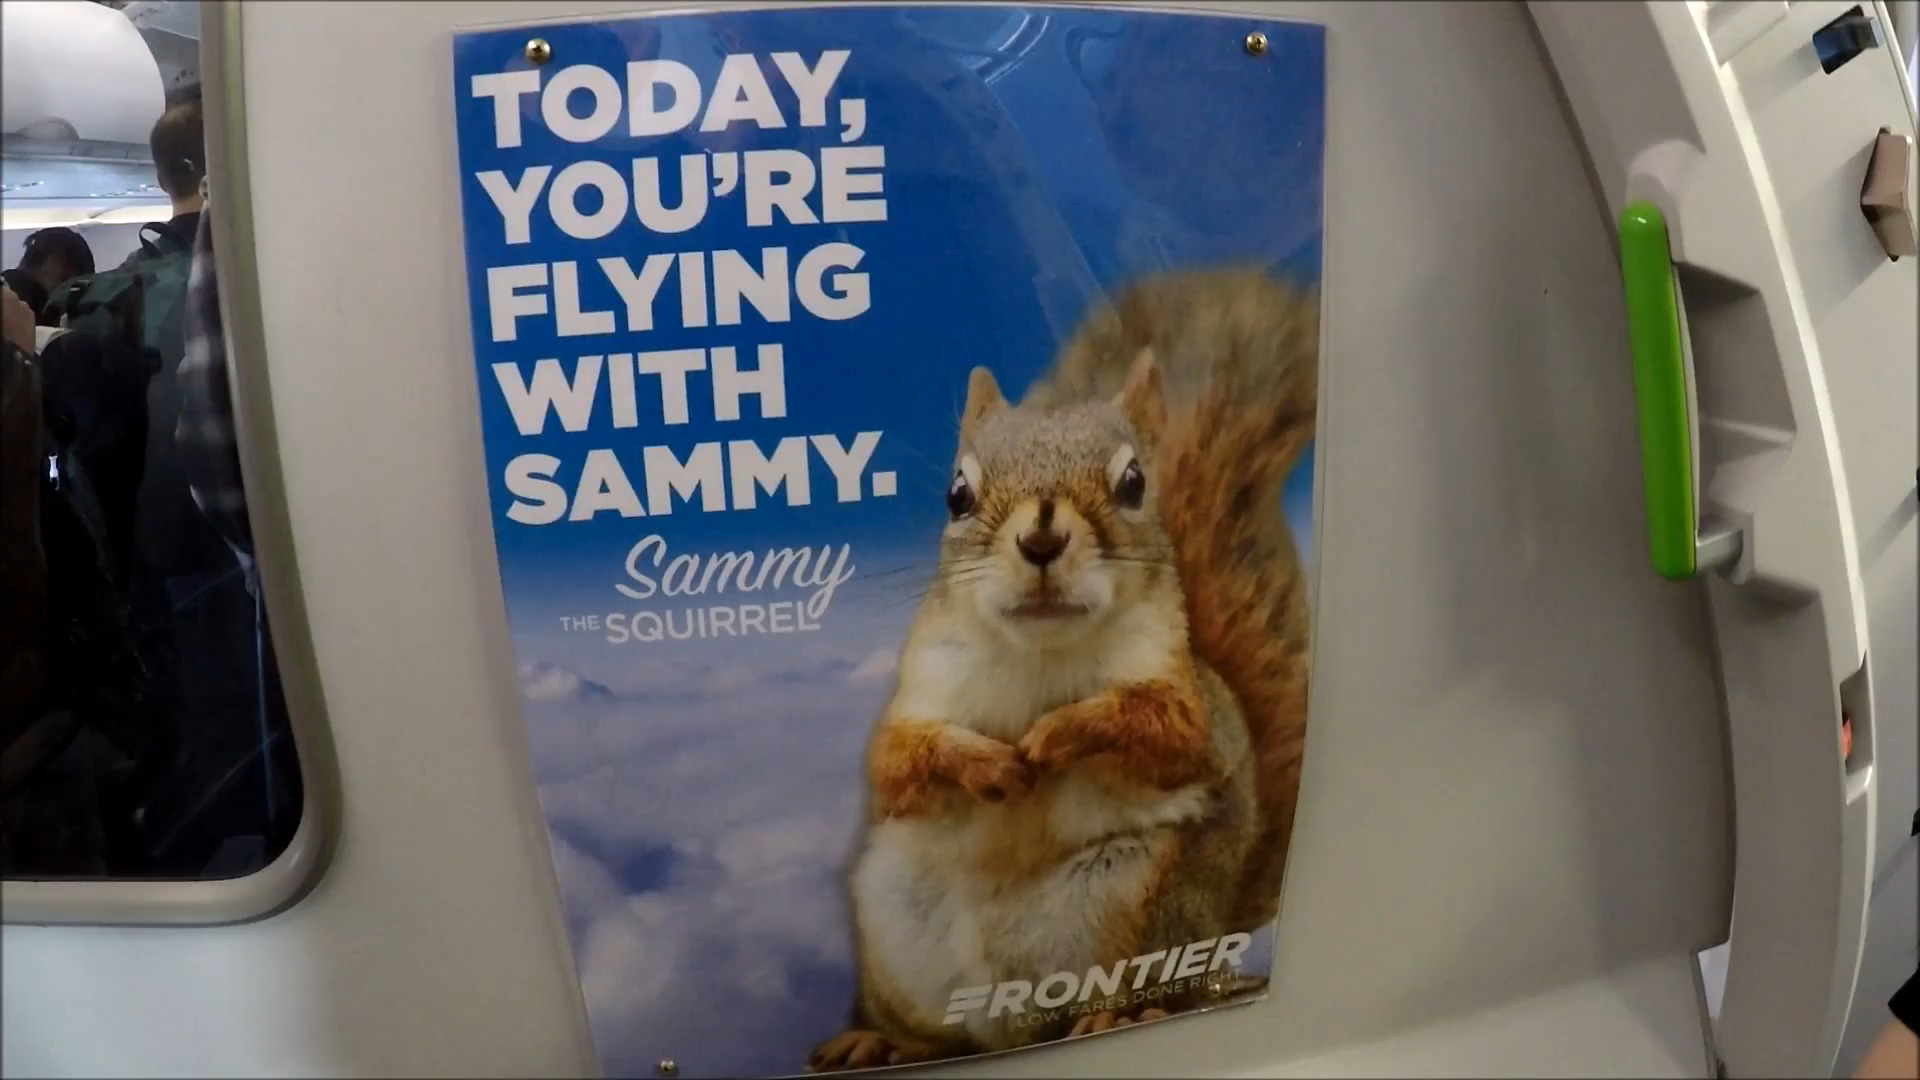 TODAY,
YOU'RE
FLYING
WITH
SAMMY.
Sammy
THE SQUIRREL
FRONTIER
LOW FARES DONE RIGHT